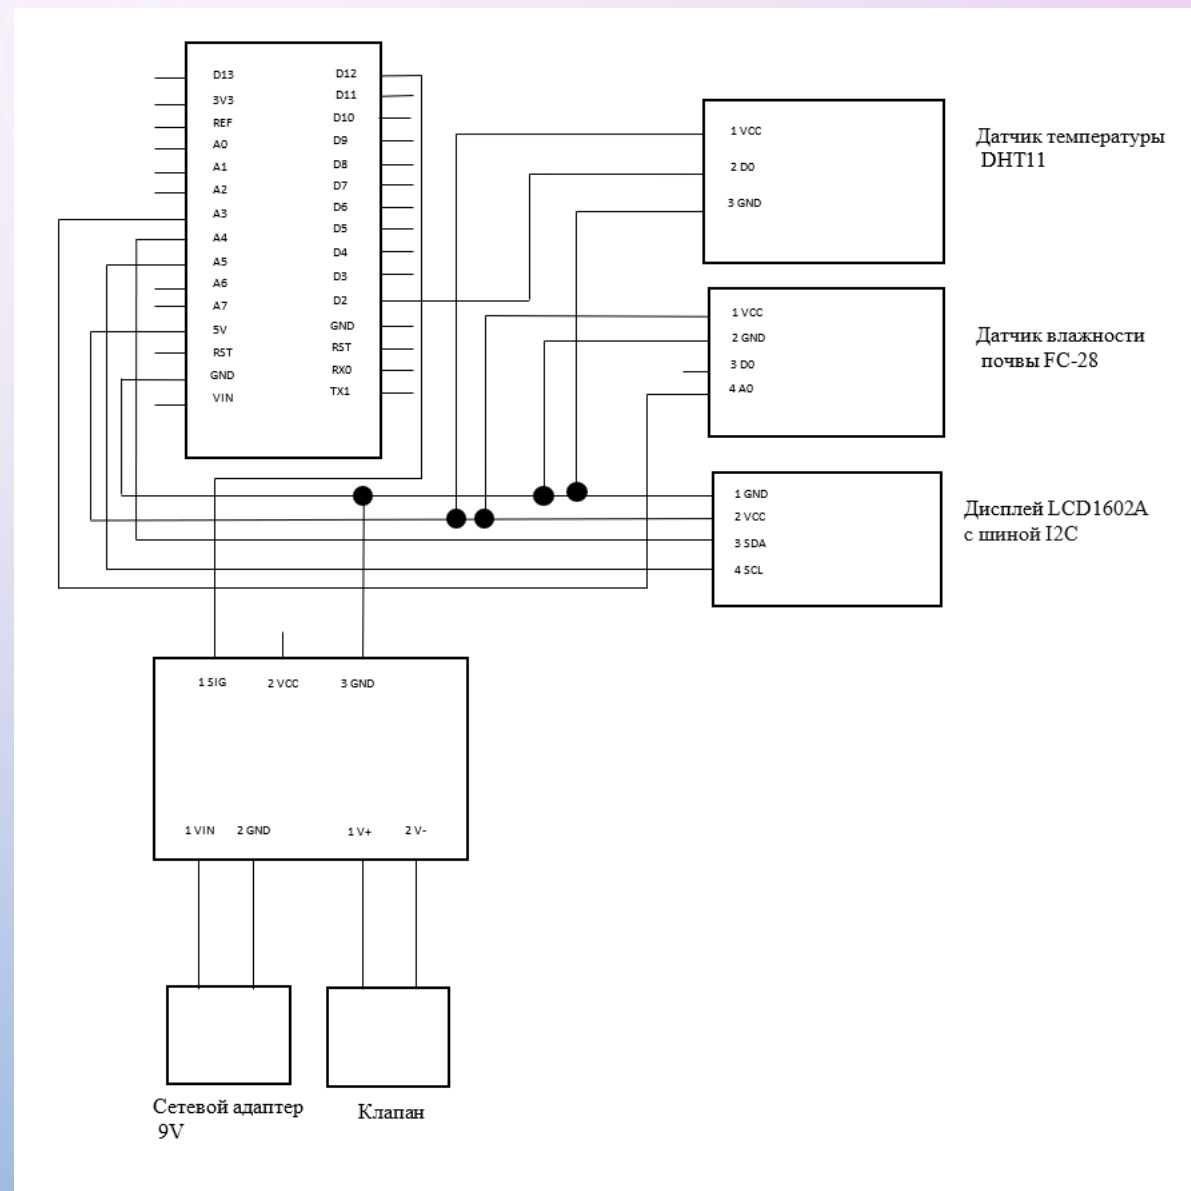 D13
3V3
REF
A0
A1
A2
A3
A4
A5
A6
A7
5V
RST
GND
VIN
D12
D11
D10
D9
D8
D7
D6
D5
D4
D3
D2
GND
RST
RX0
TX1
1 VCC
2 D0
3 GND
Датчик температуры
DHT11
1 VCC
2 GND
3 D0
4 A0
Датчик влажности
почвы FC-28
1 GND
2 VCC
3 SDA
4 SCL
Дисплей LCD1602A
с шиной I2C
1 SIG
2 VCC
3 GND
1 VIN
2 GND
1 V+
2 V-
Сетевой адаптер
9V
Клапан